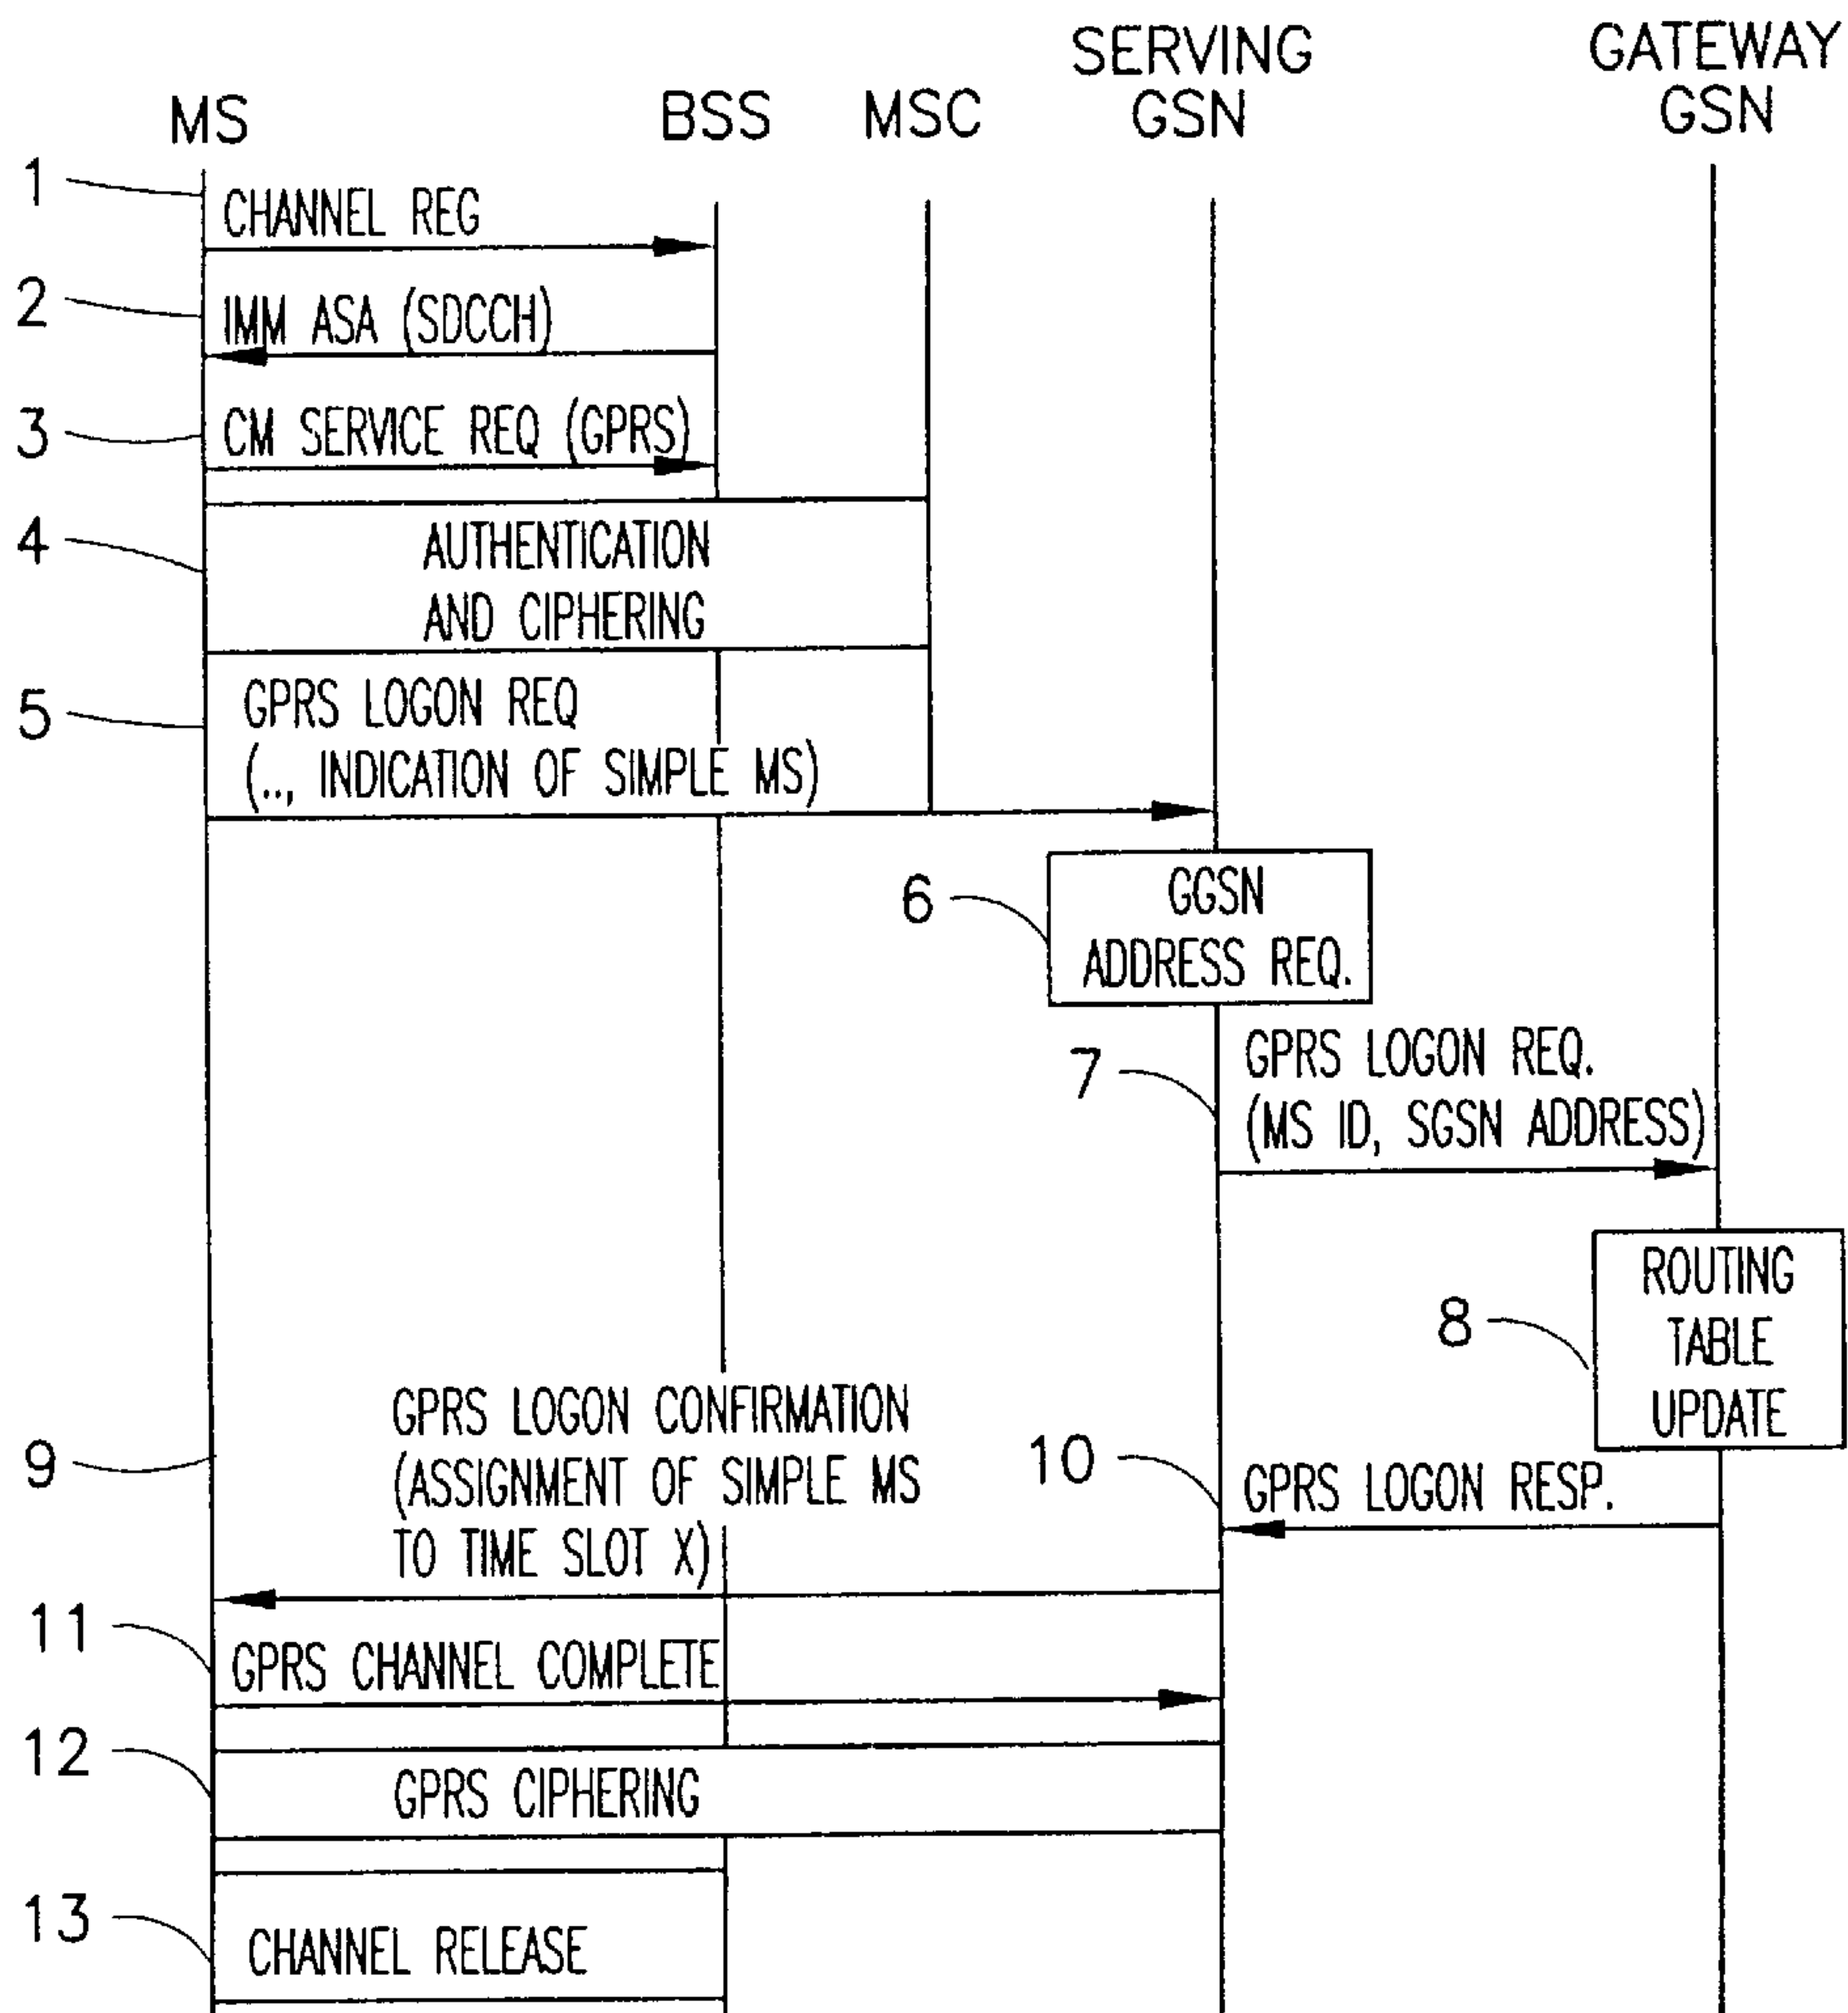 SERVING
GSN
GATEWAY
GSN
MS
BSS
MSC
1
CHANNEL REG
2
IMM ASA (SDCCH)
3
CM SERVICE REQ (GPRS)
4
AUTHENTICATION
AND CIPHERING
5
GPRS LOGON REQ
(.., INDICATION OF SIMPLE MS)
6
GGSN
ADDRESS REQ.
7
GPRS LOGON REQ.
(MS ID, SGSN ADDRESS)
8
ROUTING
TABLE
UPDATE
9
GPRS LOGON CONFIRMATION
(ASSIGNMENT OF SIMPLE MS
TO TIME SLOT X)
10
GPRS LOGON RESP.
11
GPRS CHANNEL COMPLETE
12
GPRS CIPHERING
13
CHANNEL RELEASE